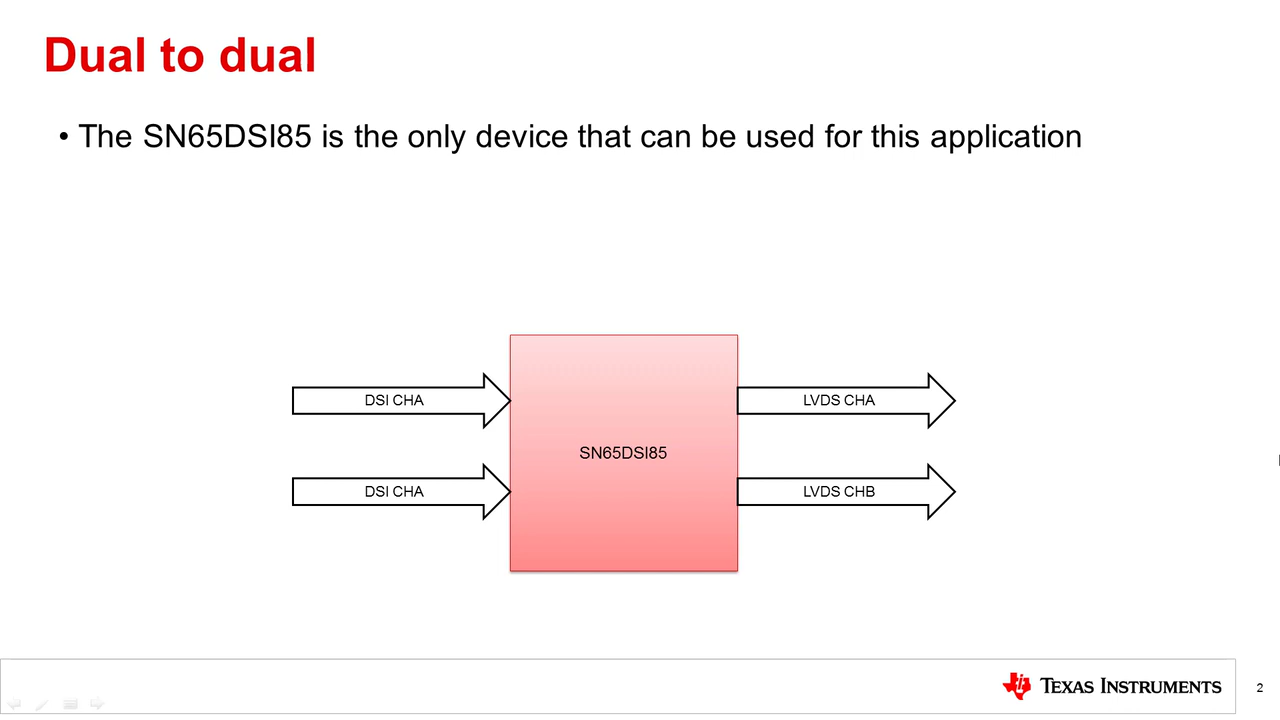 Dual to dual
• The SN65DSI85 is the only device that can be used for this application
DSI CHA
LVDS CHA
SN65DSI85
DSI CHA
LVDS CHB
TEXAS INSTRUMENTS
2